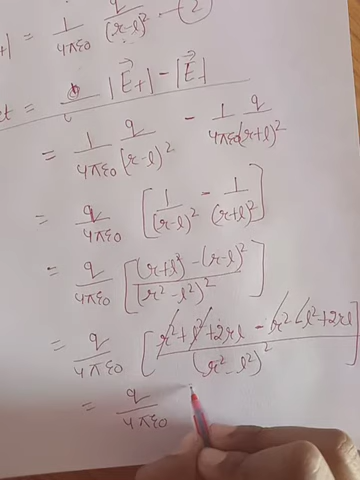 +| = 1/4πε0 q/(r-l)² — 2
et = |E⃗+| - |E⃗|
= 1/4πε0 q/(r-l)² - 1/4πε0 q/(r+l)²
= q/4πε0 [1/(r-l)² - 1/(r+l)²]
= q/4πε0 [(r+l)² - (r-l)²/(r²-l²)²]
= q/4πε0 [r²+l²+2rl - r²-l²+2rl/(r²-l²)²]
= q/4πε0